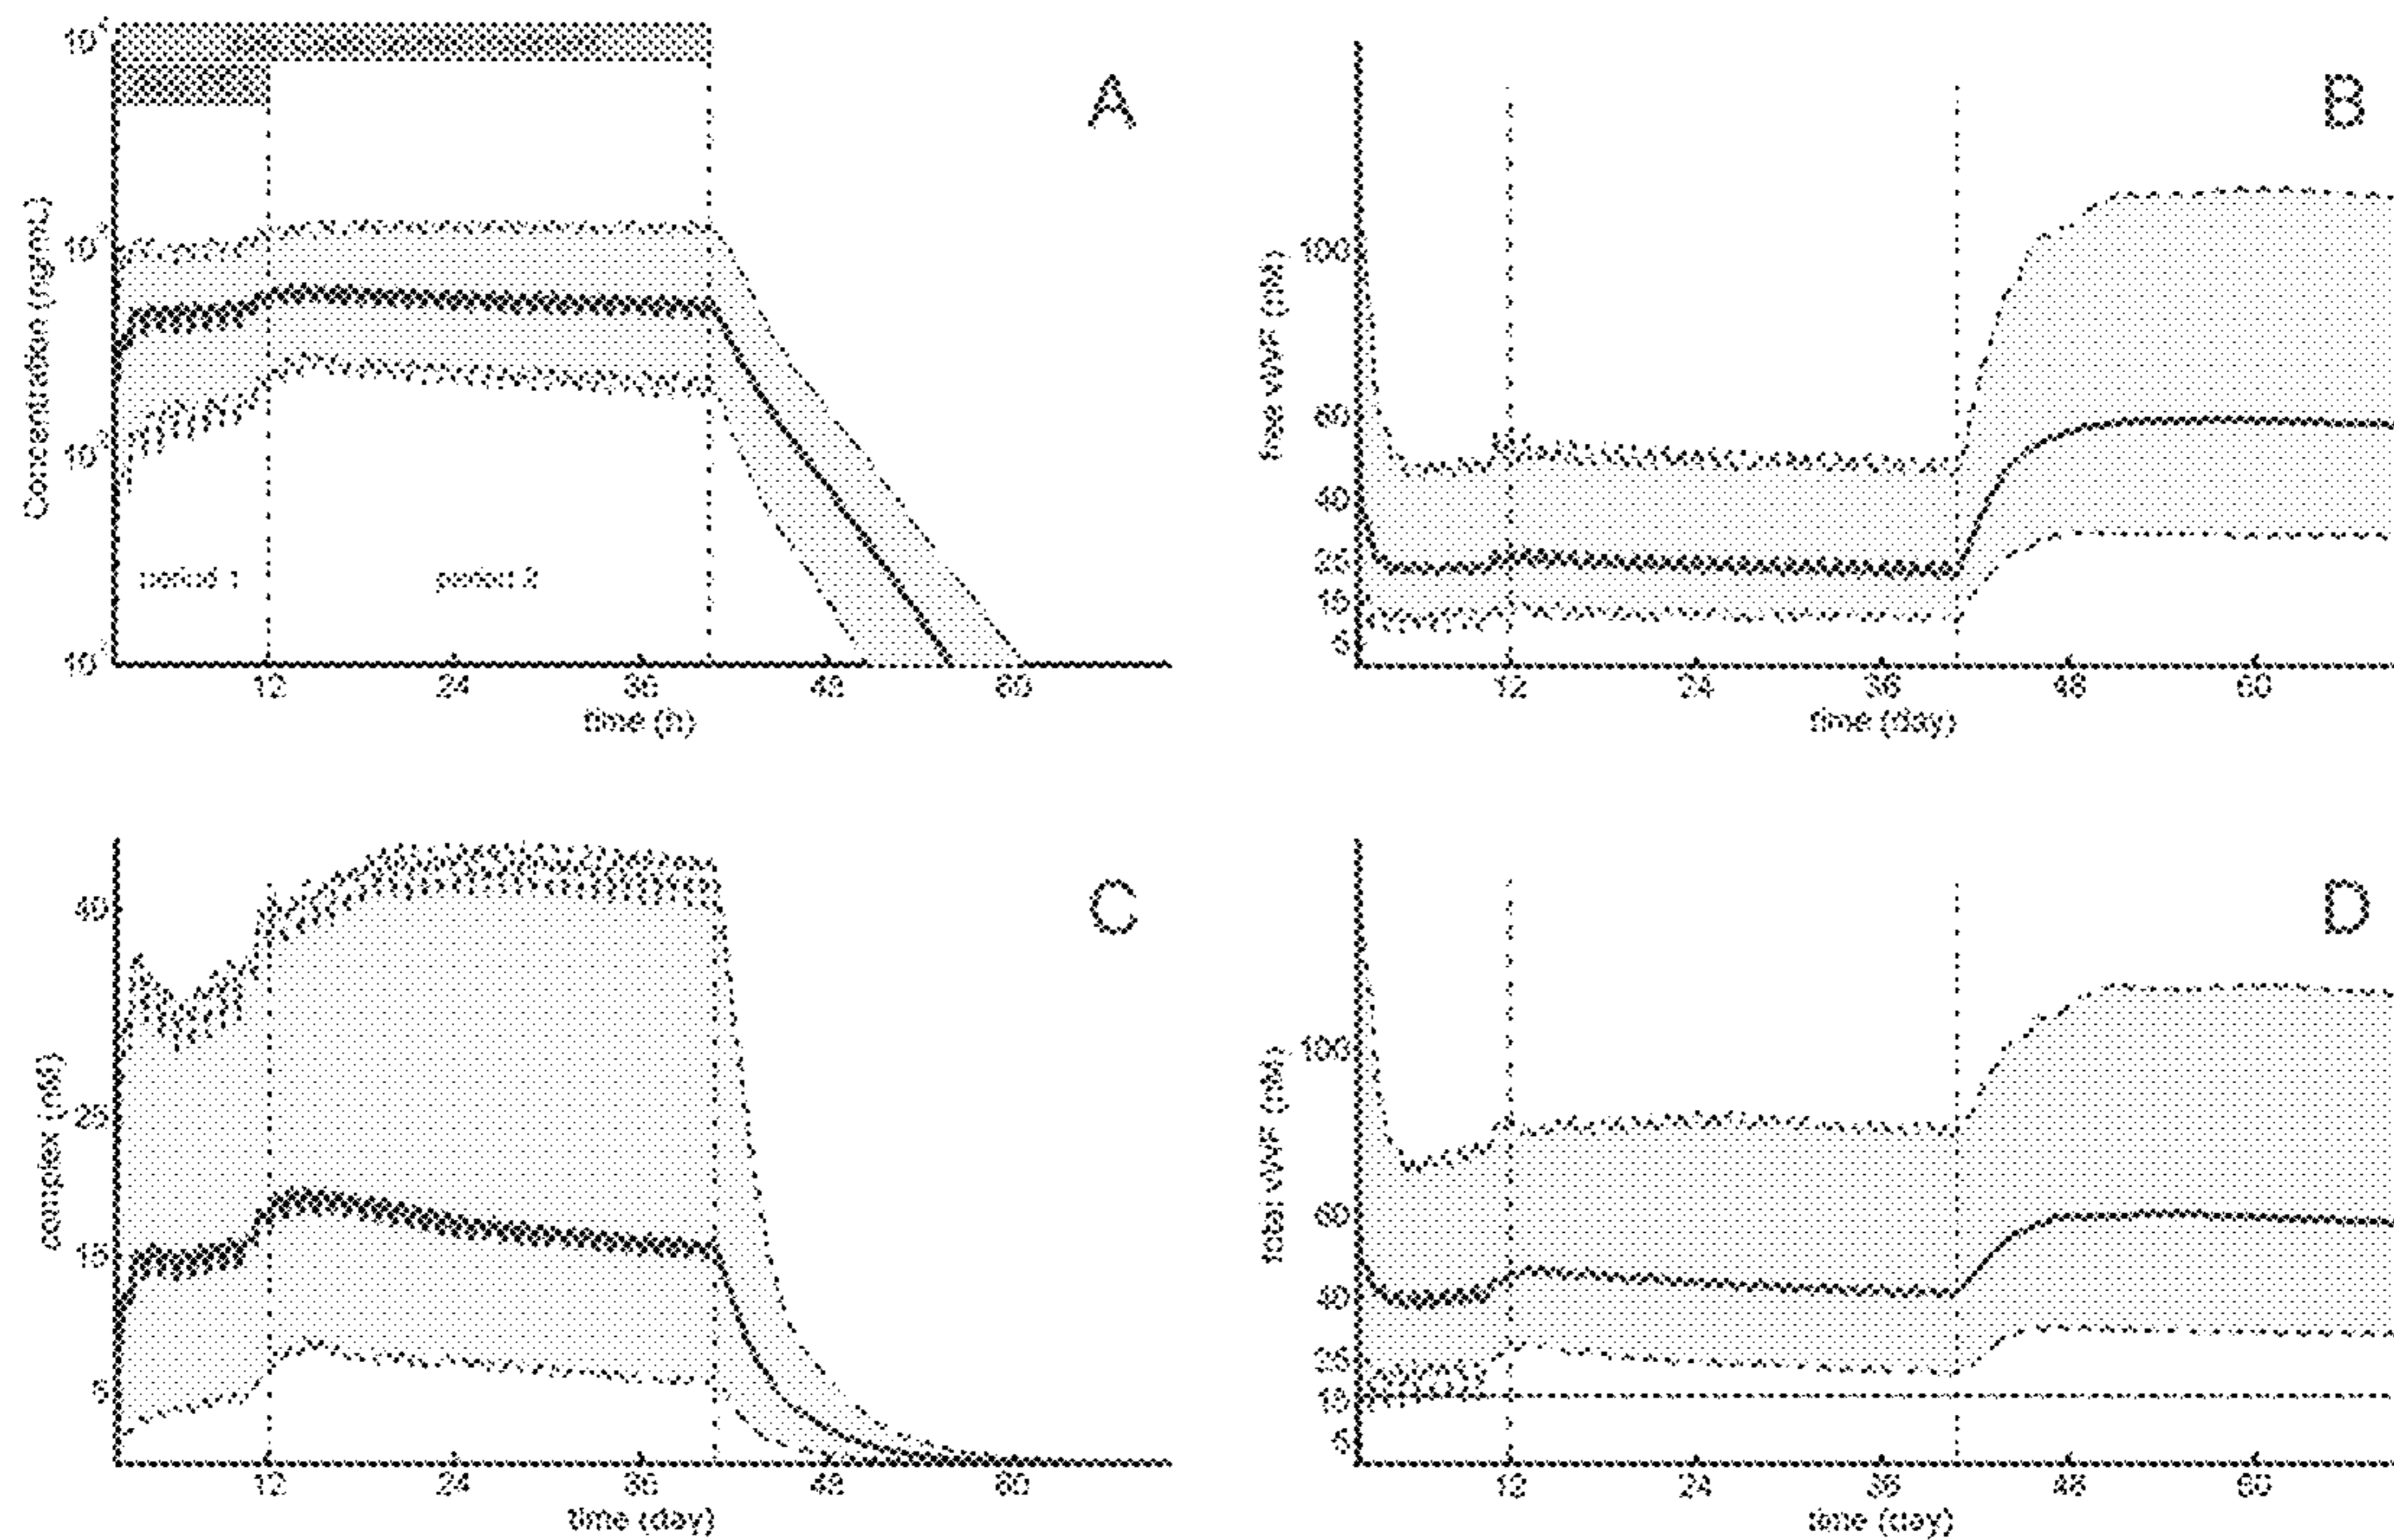 A
Concentration (ng/mL)
period 1
period 2
12
24
36
48
60
time (h)
B
free vWF (nM)
100
60
40
25
15
5
12
24
36
48
60
time (day)
C
complex (nM)
40
25
15
5
12
24
36
48
60
time (day)
D
total vWF (nM)
100
60
40
25
15
5
12
24
36
48
60
time (day)